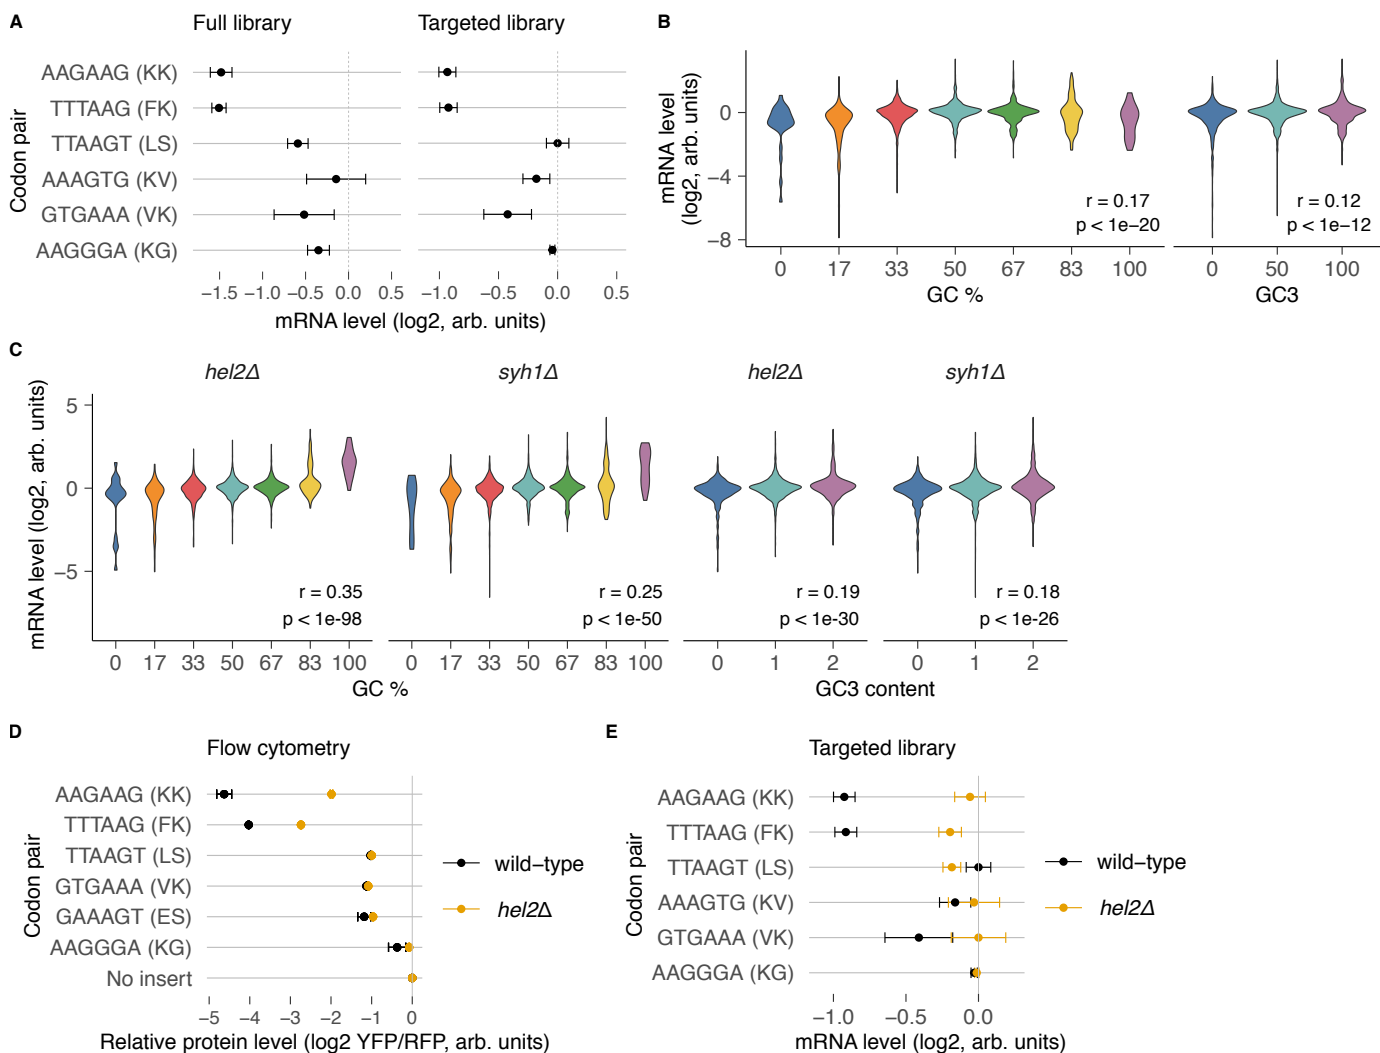 A
Full library
Targeted library
Codon pair
AAGAAG (KK)
TTTAAG (FK)
TTAAGT (LS)
AAAGTG (KV)
GTGAAA (VK)
AAGGGA (KG)
−1.5 −1.0 −0.5 0.0 0.5
−1.0 −0.5 0.0 0.5
mRNA level (log2, arb. units)
B
mRNA level
(log2, arb. units)
0
−4
−8
r = 0.17
p < 1e−20
r = 0.12
p < 1e−12
0 17 33 50 67 83 100
0 50 100
GC %
GC3
C
hel2Δ
syh1Δ
hel2Δ
syh1Δ
mRNA level (log2, arb. units)
5
0
−5
r = 0.35
p < 1e-98
r = 0.25
p < 1e-50
r = 0.19
p < 1e-30
r = 0.18
p < 1e-26
0 17 33 50 67 83 100
0 17 33 50 67 83 100
0 1 2
0 1 2
GC %
GC3 content
D
Flow cytometry
Codon pair
AAGAAG (KK)
TTTAAG (FK)
TTAAGT (LS)
GTGAAA (VK)
GAAAGT (ES)
AAGGGA (KG)
No insert
−5 −4 −3 −2 −1 0
Relative protein level (log2 YFP/RFP, arb. units)
wild−type
hel2Δ
E
Targeted library
Codon pair
AAGAAG (KK)
TTTAAG (FK)
TTAAGT (LS)
AAAGTG (KV)
GTGAAA (VK)
AAGGGA (KG)
−1.0 −0.5 0.0
mRNA level (log2, arb. units)
wild−type
hel2Δ